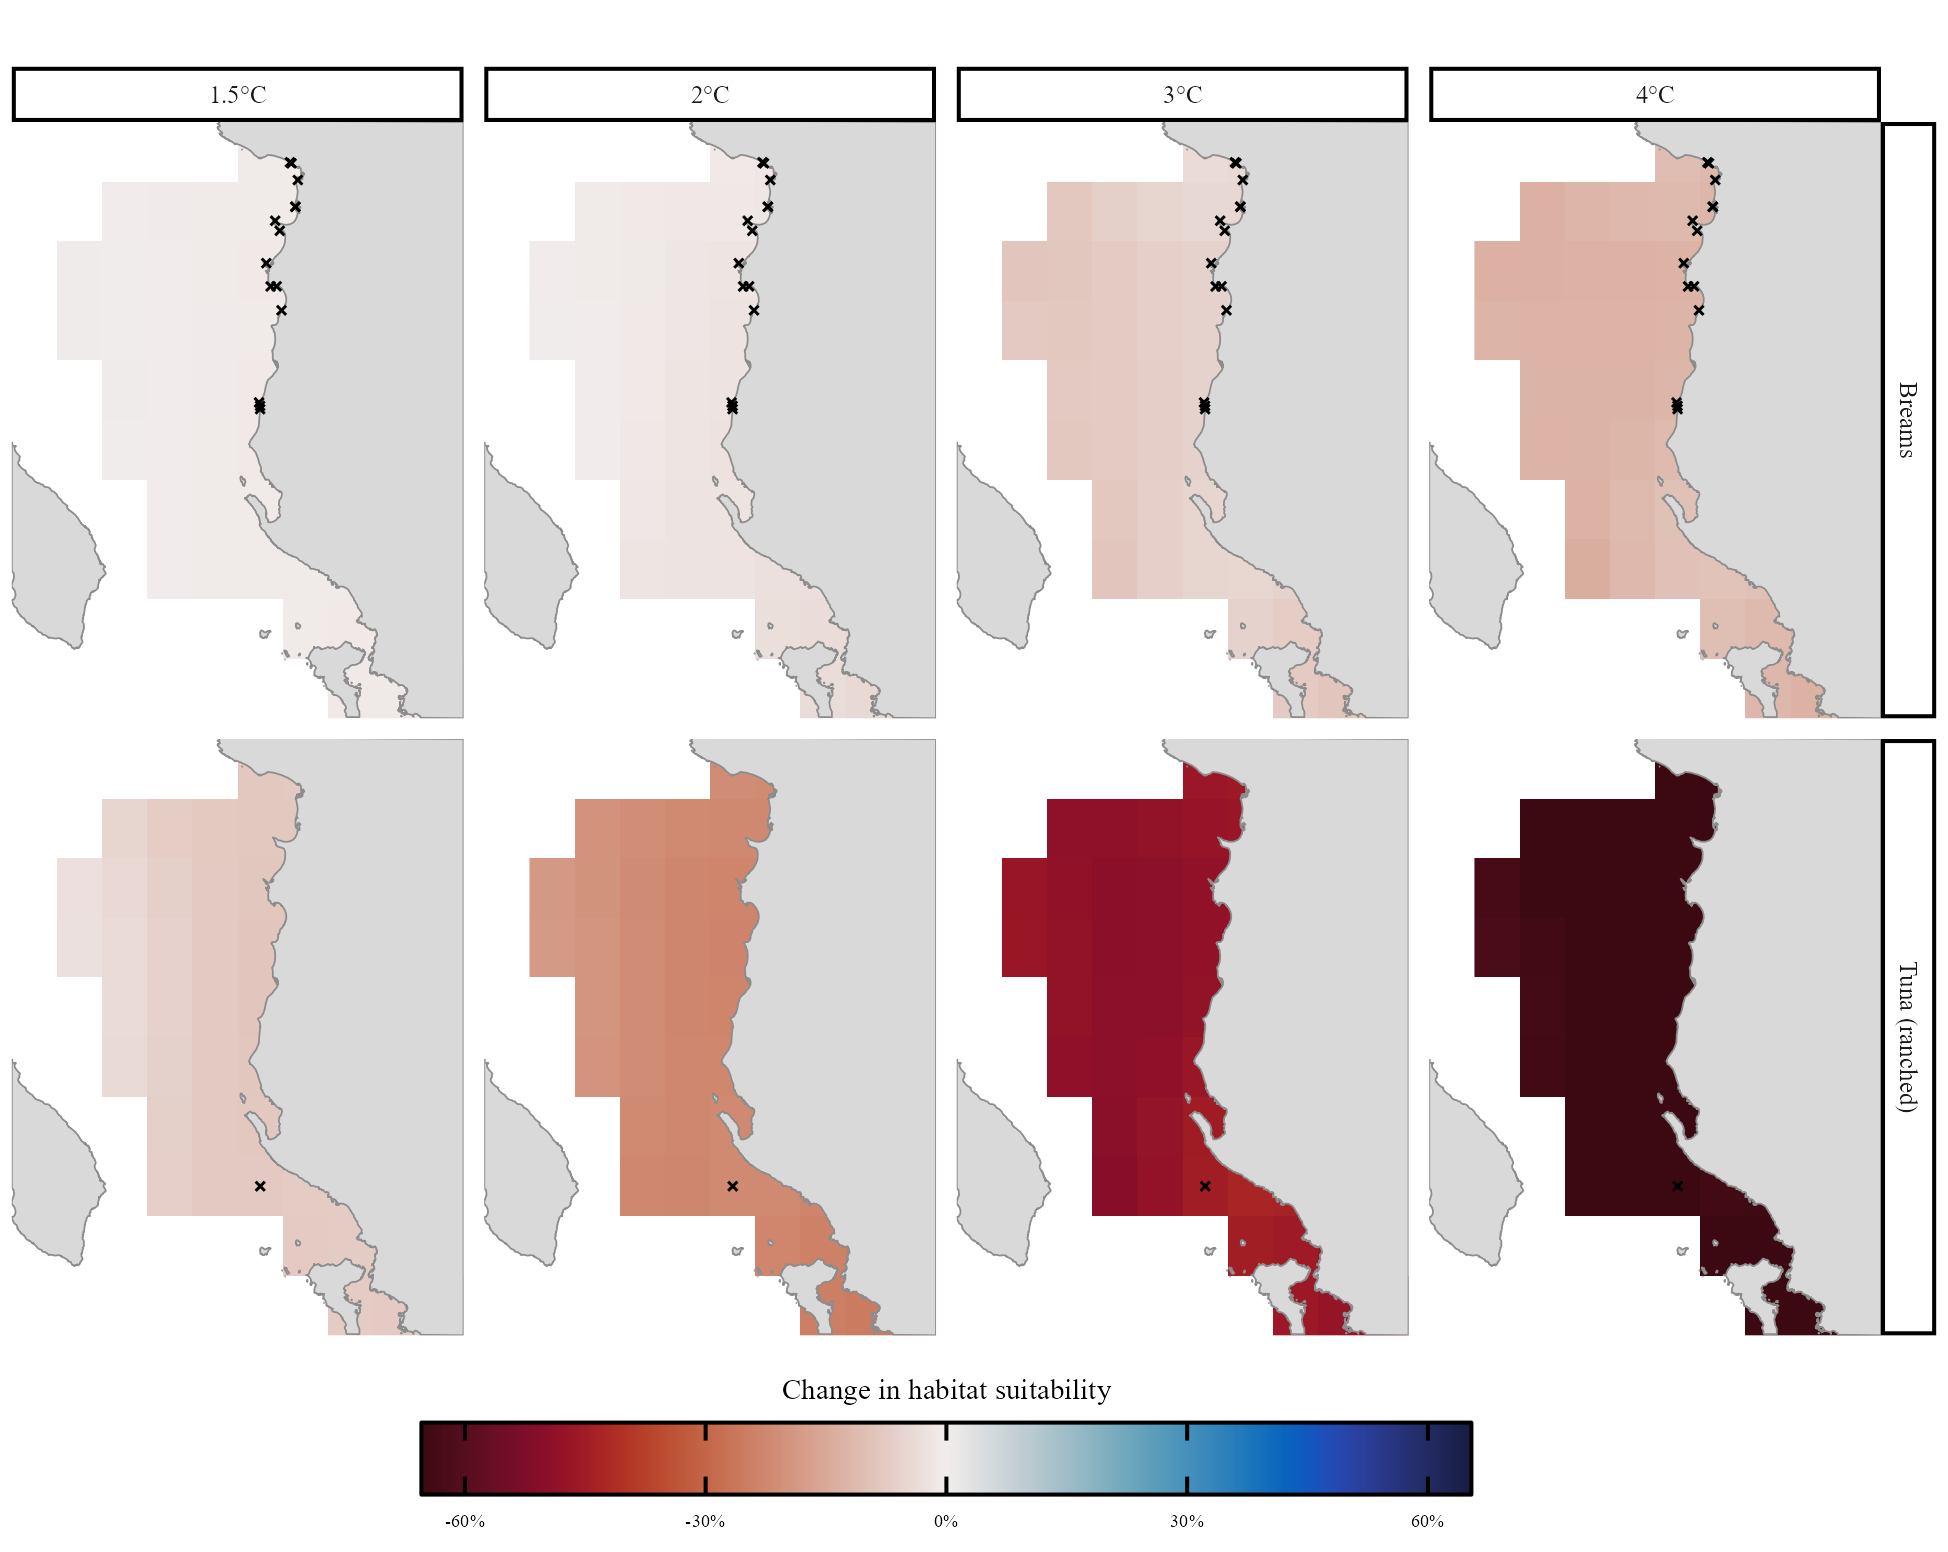 1.5°C
2°C
3°C
4°C
Breams
Tuna (ranched)
Change in habitat suitability
-60%
-30%
0%
30%
60%